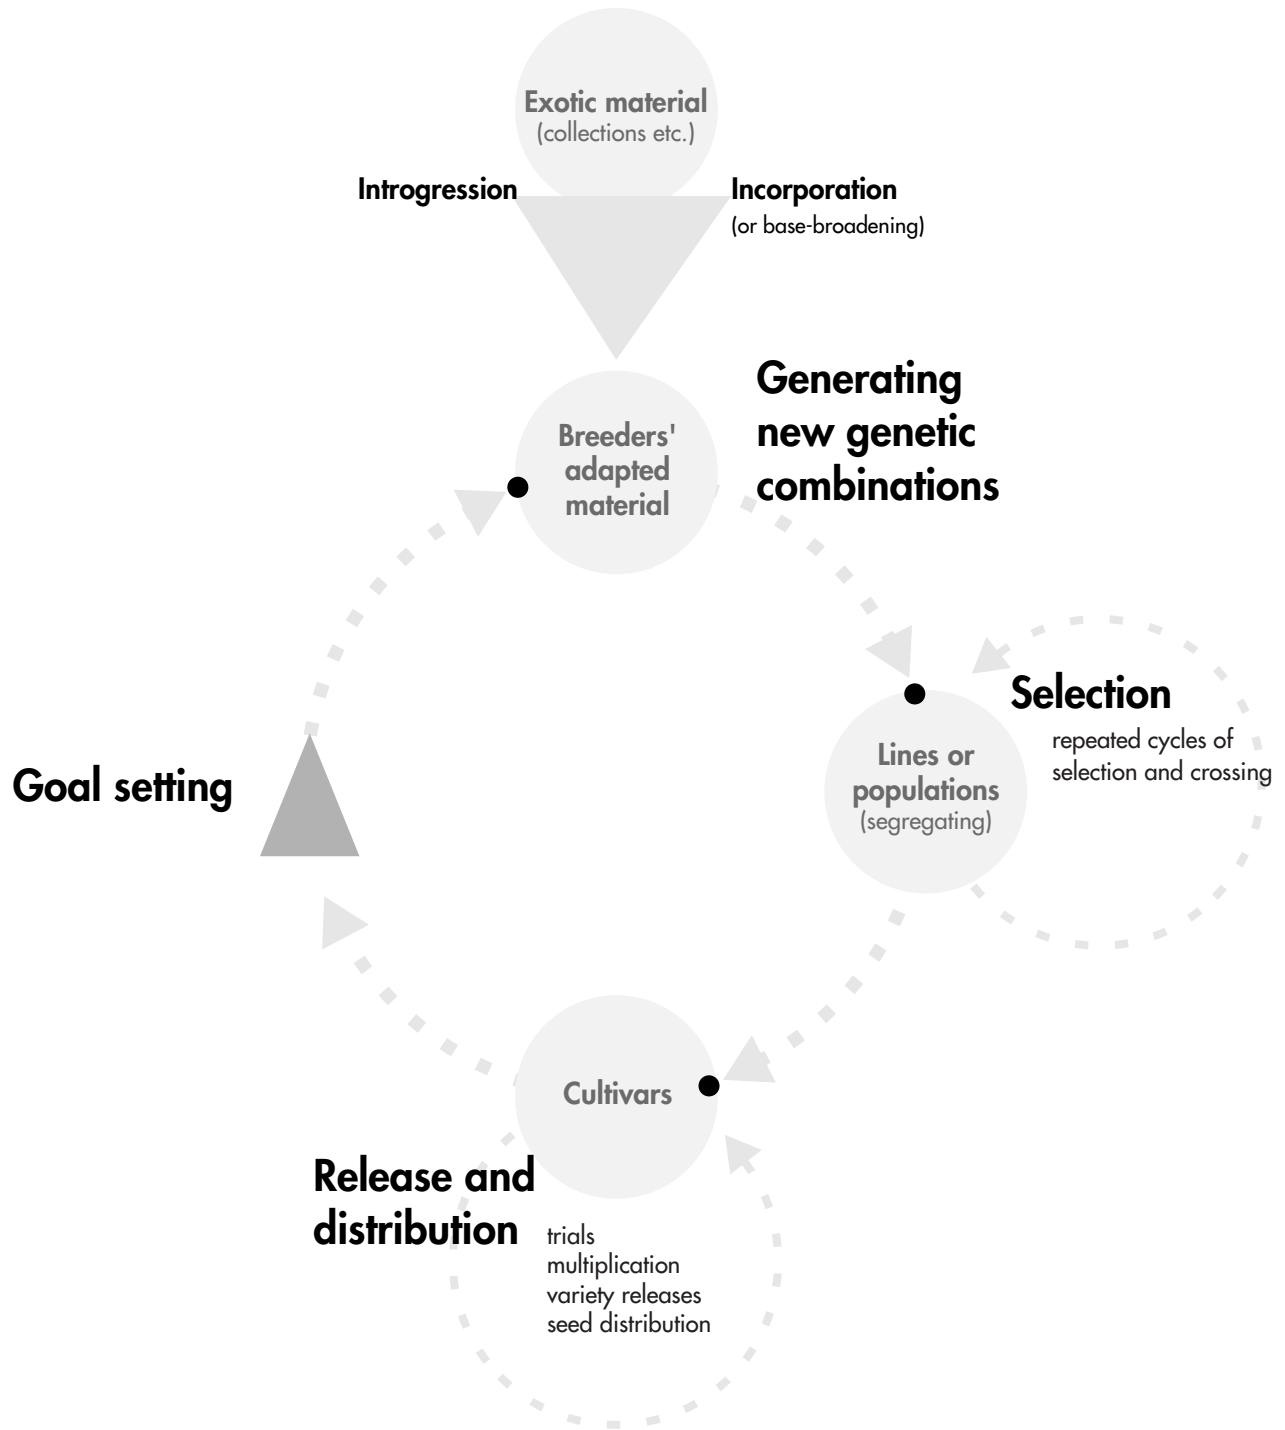 Exotic material
(collections etc.)
Introgression
Incorporation
(or base-broadening)
Generating
new genetic
combinations
Breeders'
adapted
material
Selection
repeated cycles of
selection and crossing
Lines or
populations
(segregating)
Goal setting
Cultivars
Release and
distribution
trials
multiplication
variety releases
seed distribution